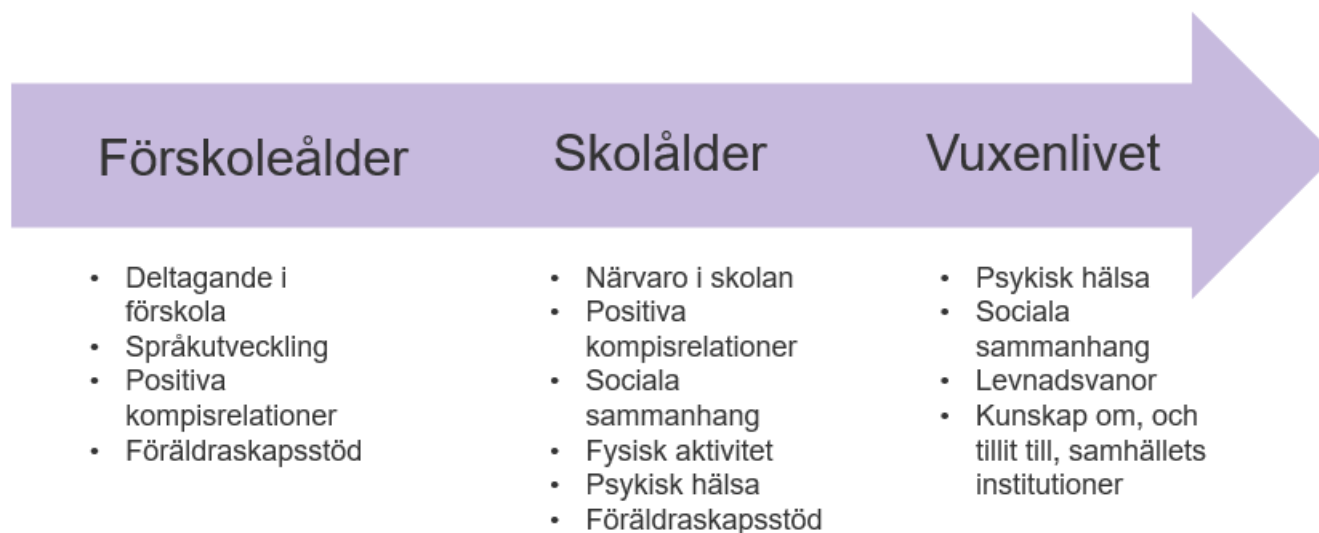 Förskoleålder
Skolålder
Vuxenlivet
• Deltagande i
förskola
• Språkutveckling
• Positiva
kompisrelationer
• Föräldraskapsstöd
• Närvaro i skolan
• Positiva
kompisrelationer
• Sociala
sammanhang
• Fysisk aktivitet
• Psykisk hälsa
• Föräldraskapsstöd
• Psykisk hälsa
• Sociala
sammanhang
• Levnadsvanor
• Kunskap om, och
tillit till, samhällets
institutioner